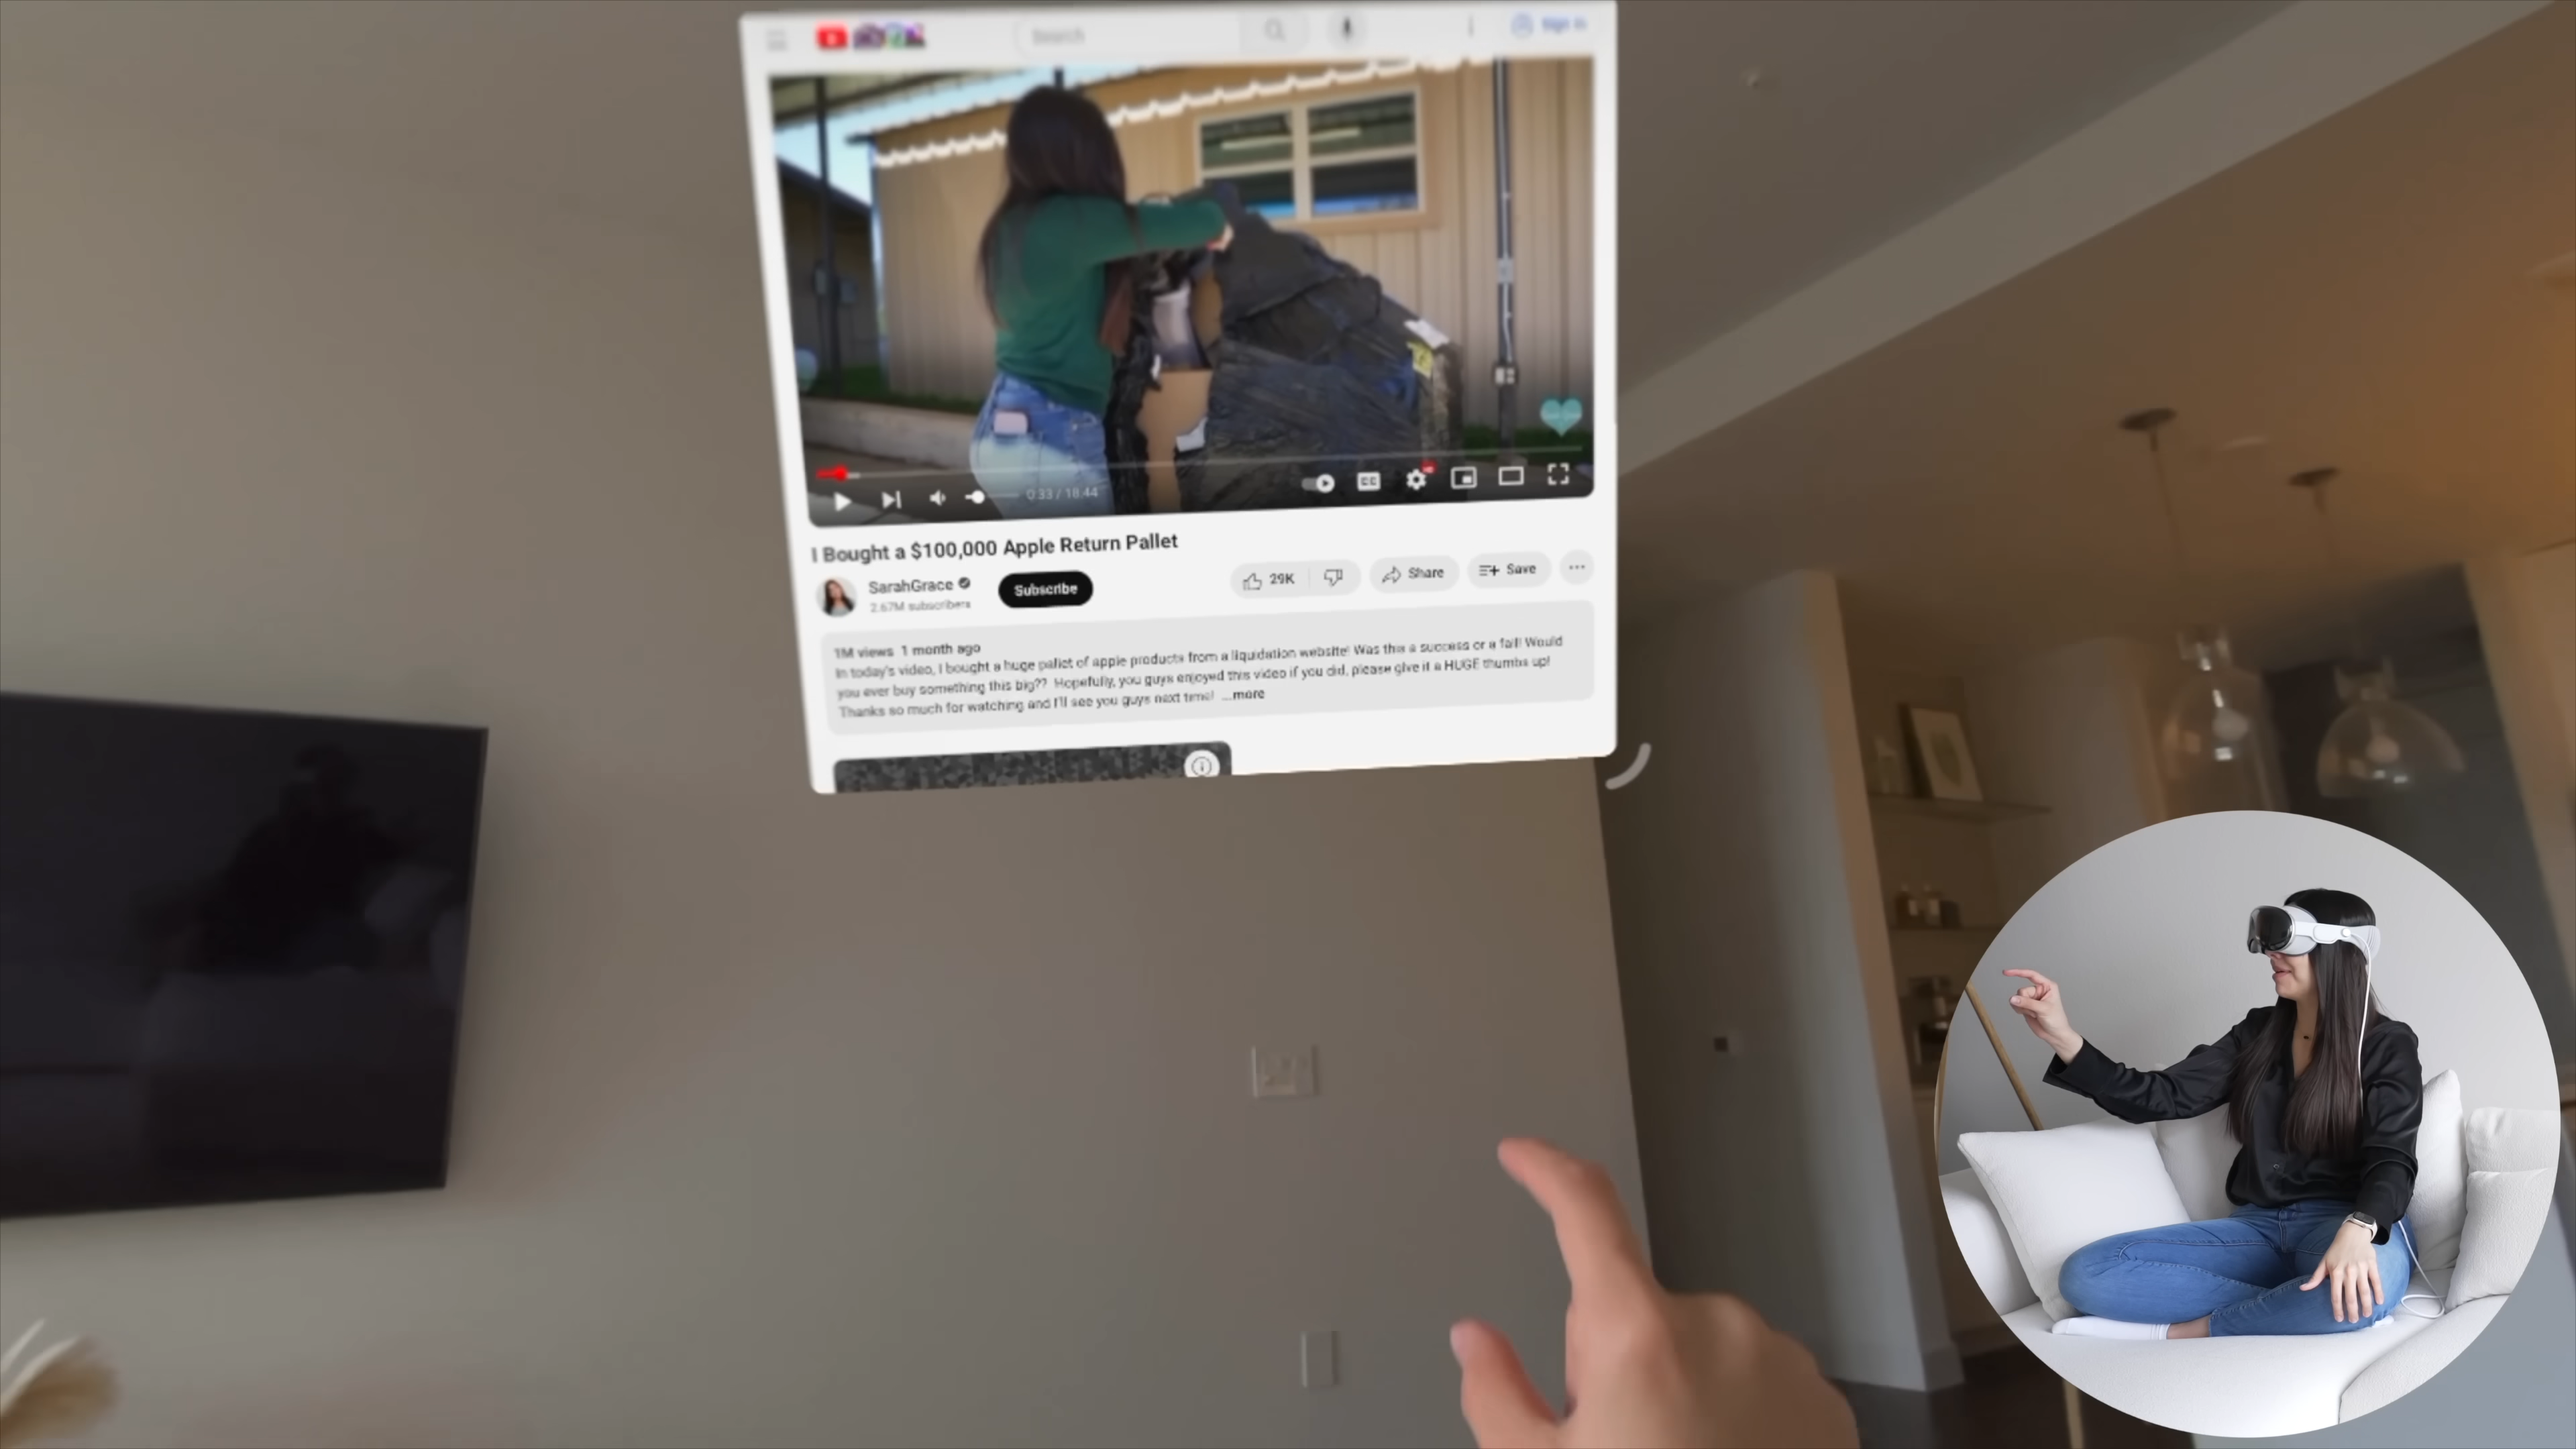 Search
Sign in
0:33 / 18:44
I Bought a $100,000 Apple Return Pallet
SarahGrace
2.67M subscribers
Subscribe
29K
Share
Save
1M views 1 month ago
In today's video, I bought a huge pallet of apple products from a liquidation website! Was this a success or a fail! Would
you ever buy something this big?? Hopefully, you guys enjoyed this video if you did, please give it a HUGE thumbs up!
Thanks so much for watching and I'll see you guys next time! ...more